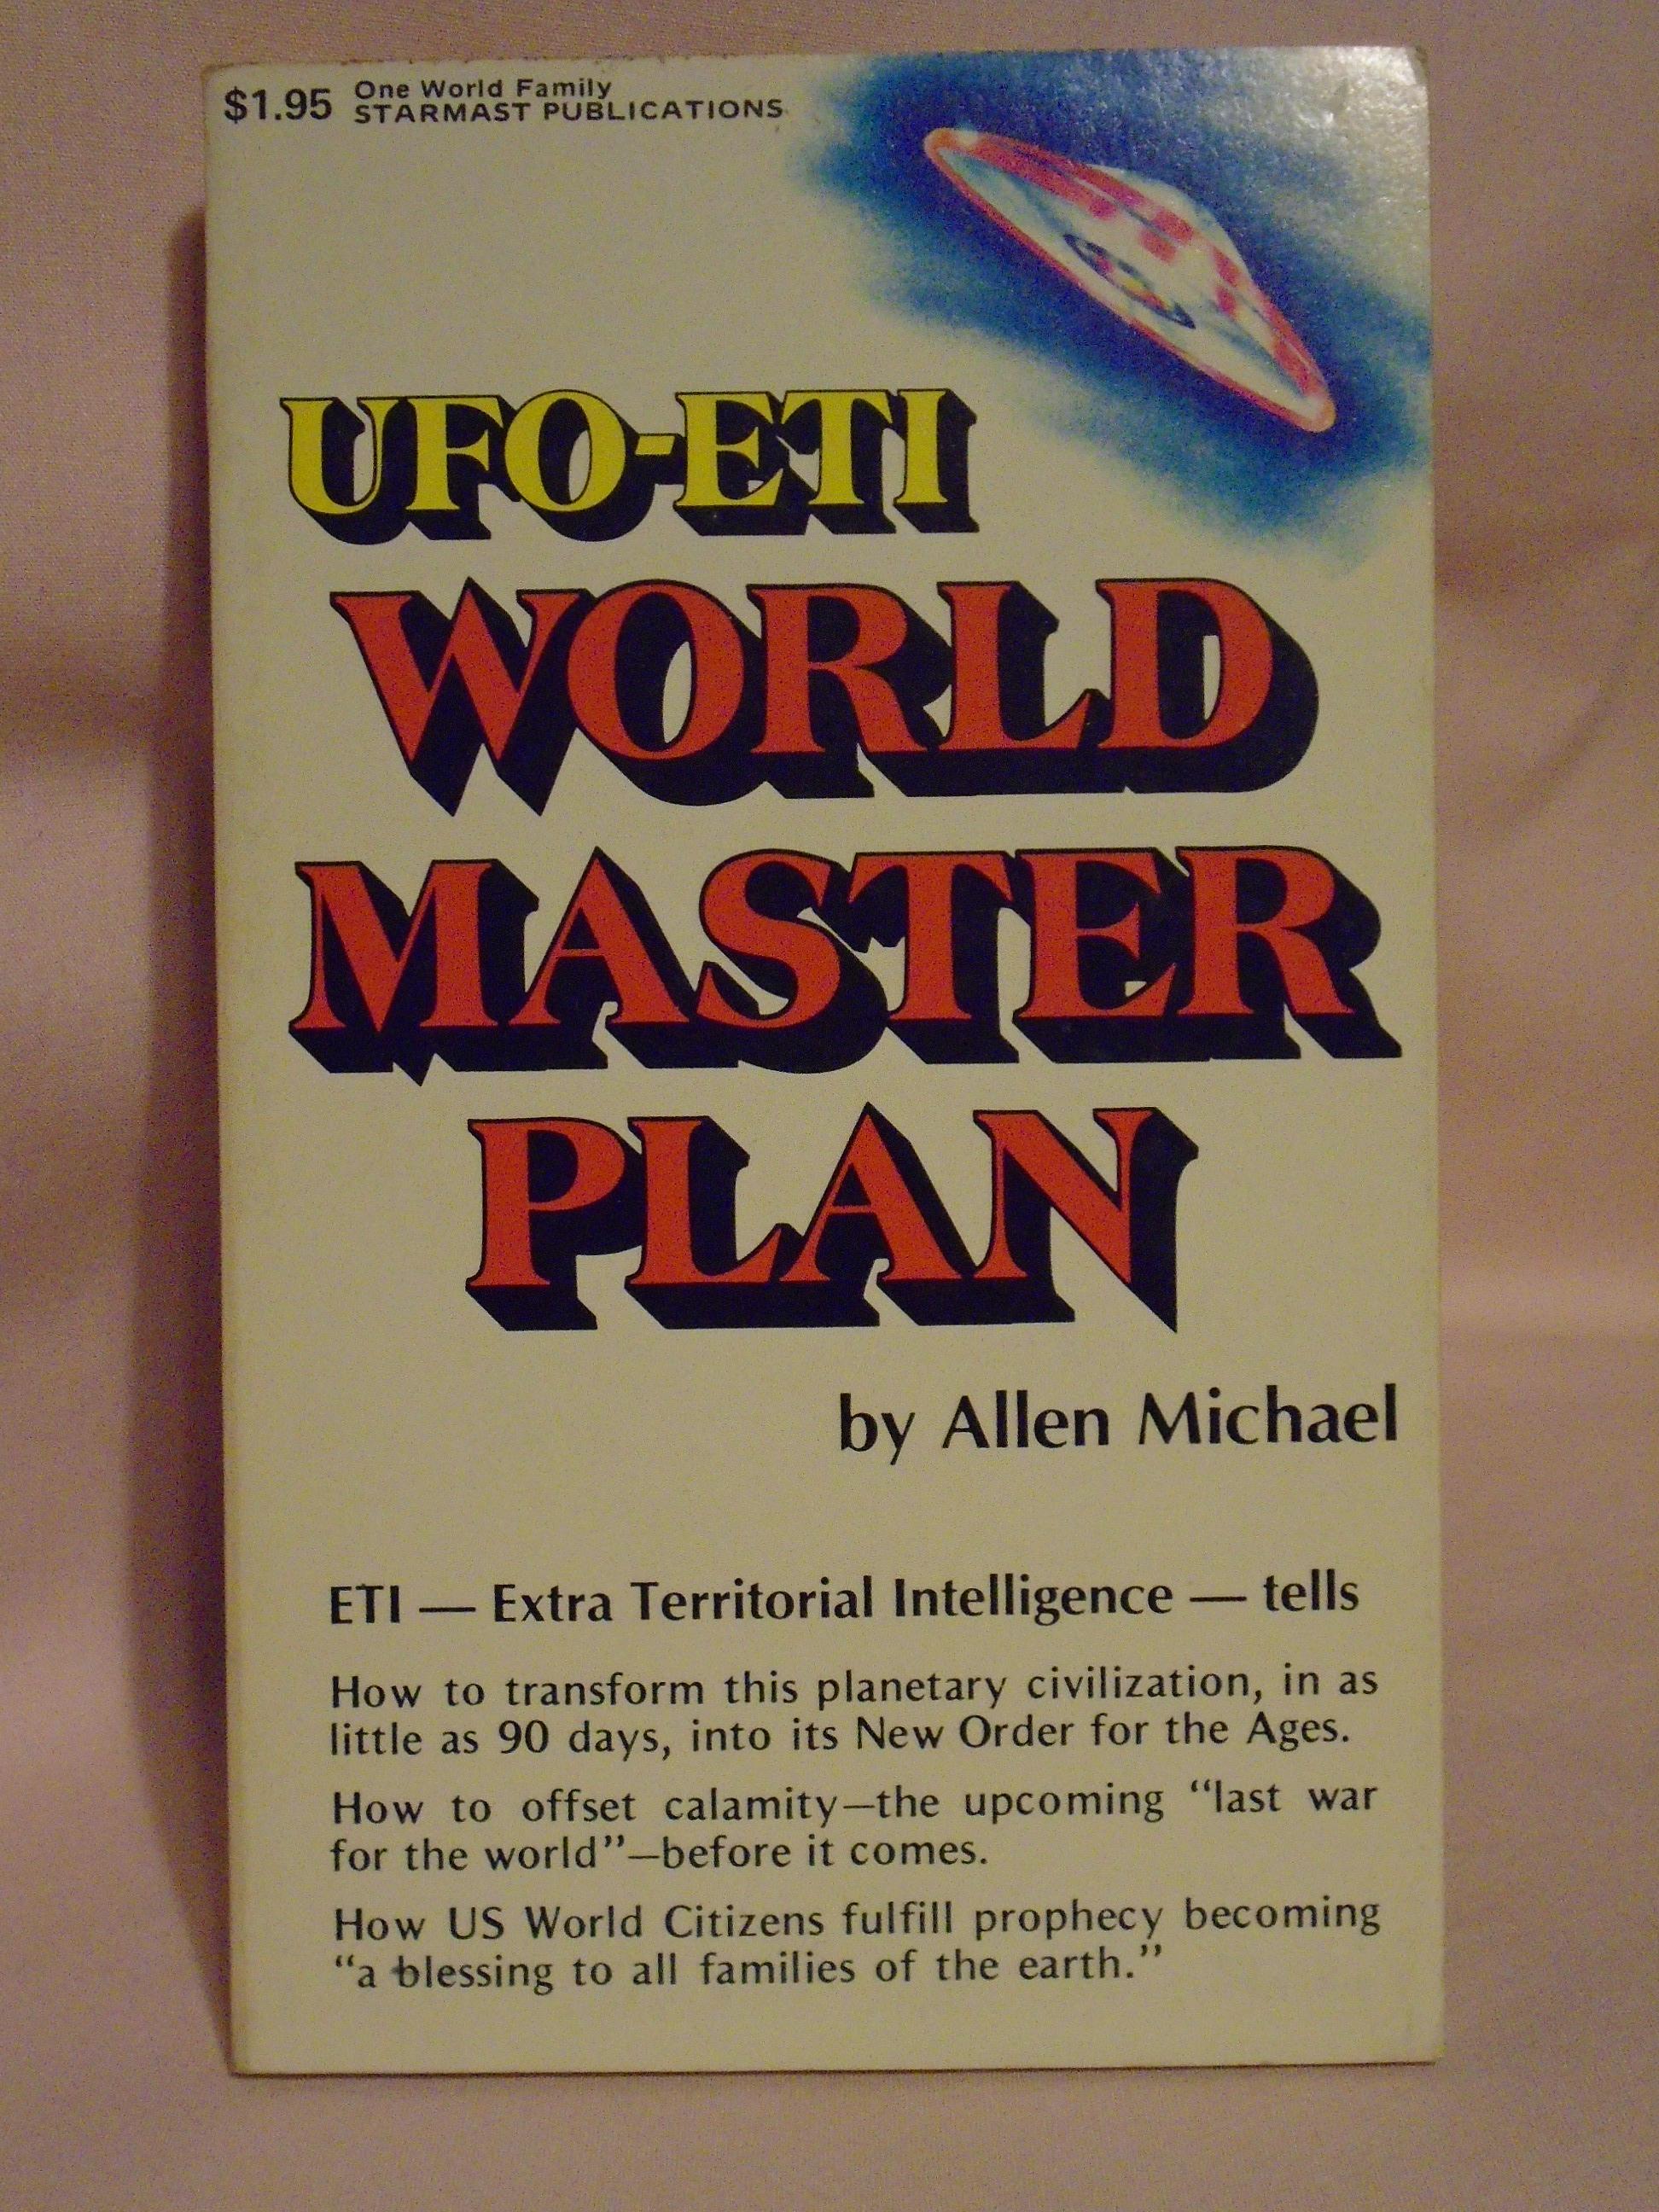 $1.95 One World Family
STARMAST PUBLICATIONS
UFO-ETI
WORLD
MASTER
PLAN
by Allen Michael
ETI — Extra Territorial Intelligence — tells
How to transform this planetary civilization, in as
little as 90 days, into its New Order for the Ages.
How to offset calamity—the upcoming “last war
for the world”—before it comes.
How US World Citizens fulfill prophecy becoming
“a blessing to all families of the earth.”